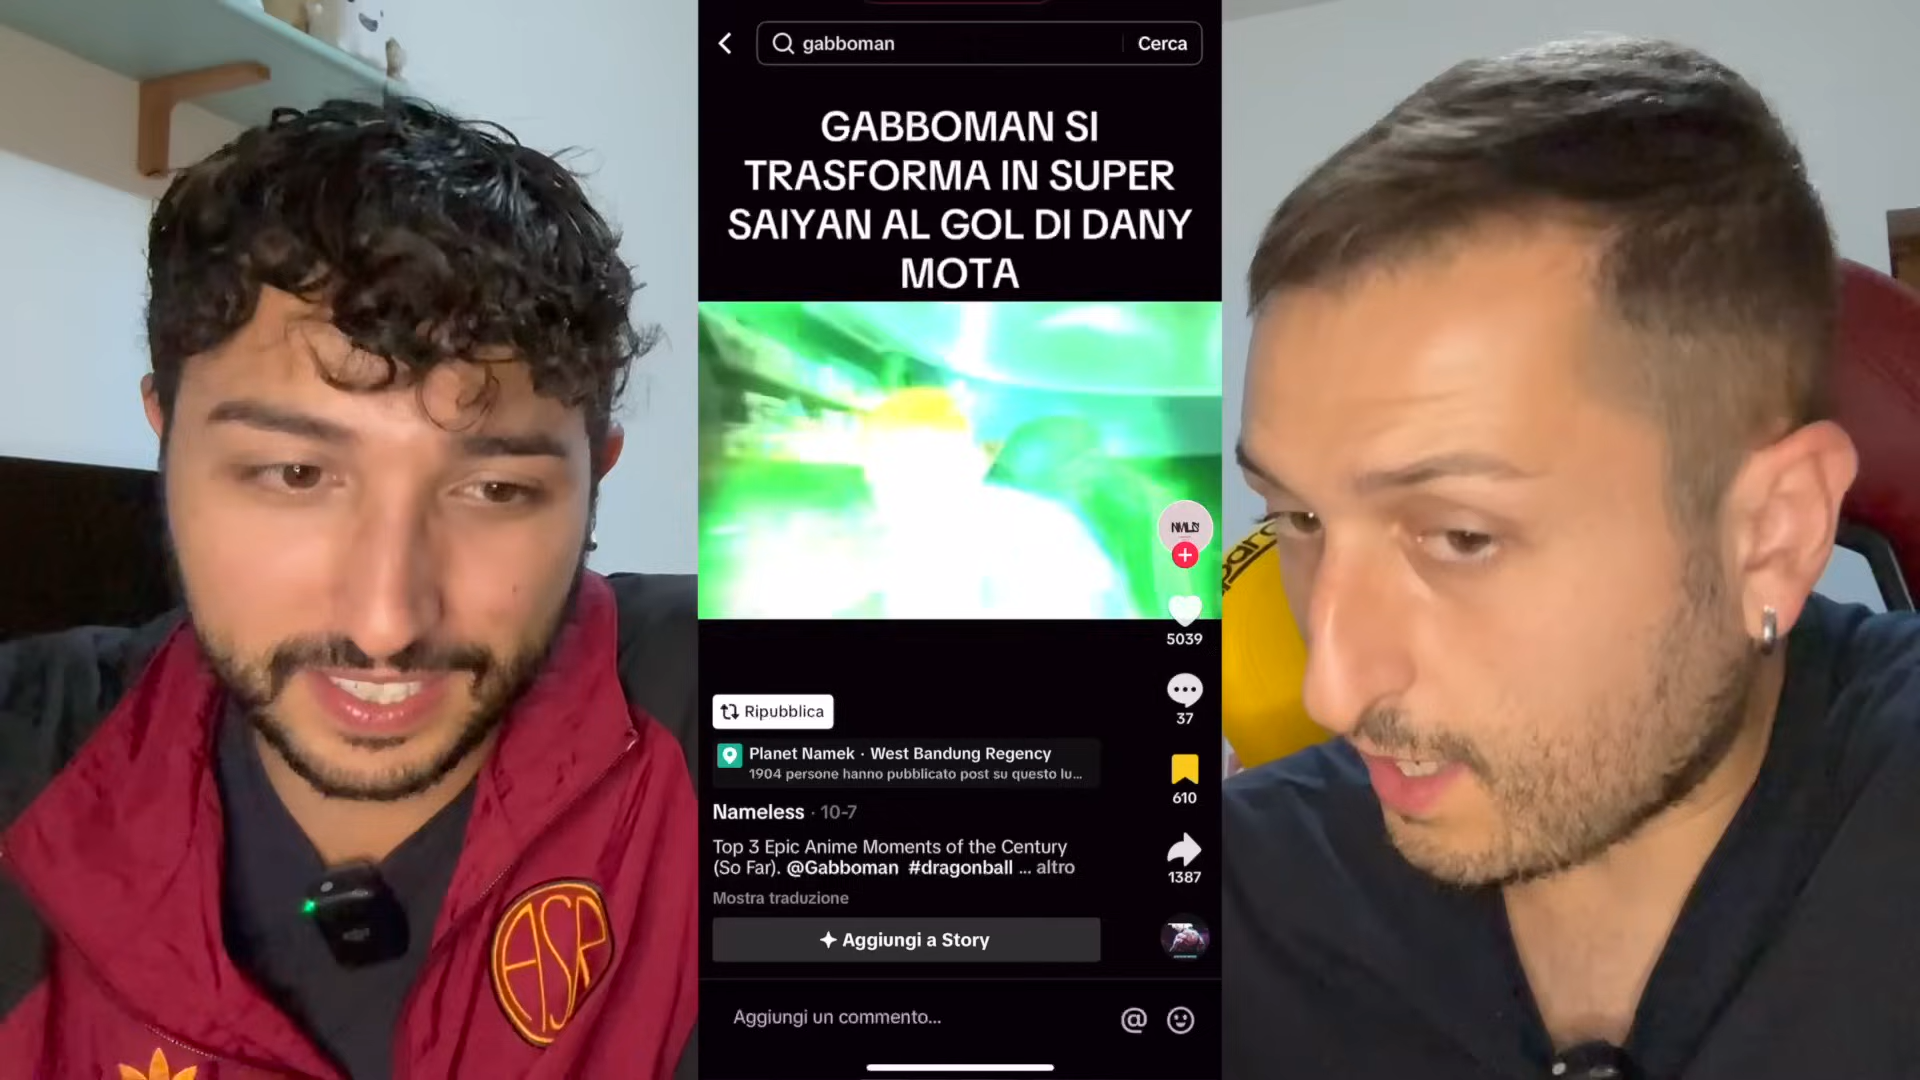 gabboman
Cerca
GABBOMAN SI
TRASFORMA IN SUPER
SAIYAN AL GOL DI DANY
MOTA
NMLS
5039
Ripubblica
37
Planet Namek · West Bandung Regency
1904 persone hanno pubblicato post su questo lu...
610
Nameless · 10-7
Top 3 Epic Anime Moments of the Century
(So Far). @Gabboman #dragonball ... altro
1387
Mostra traduzione
Aggiungi a Story
Aggiungi un commento...
ASR